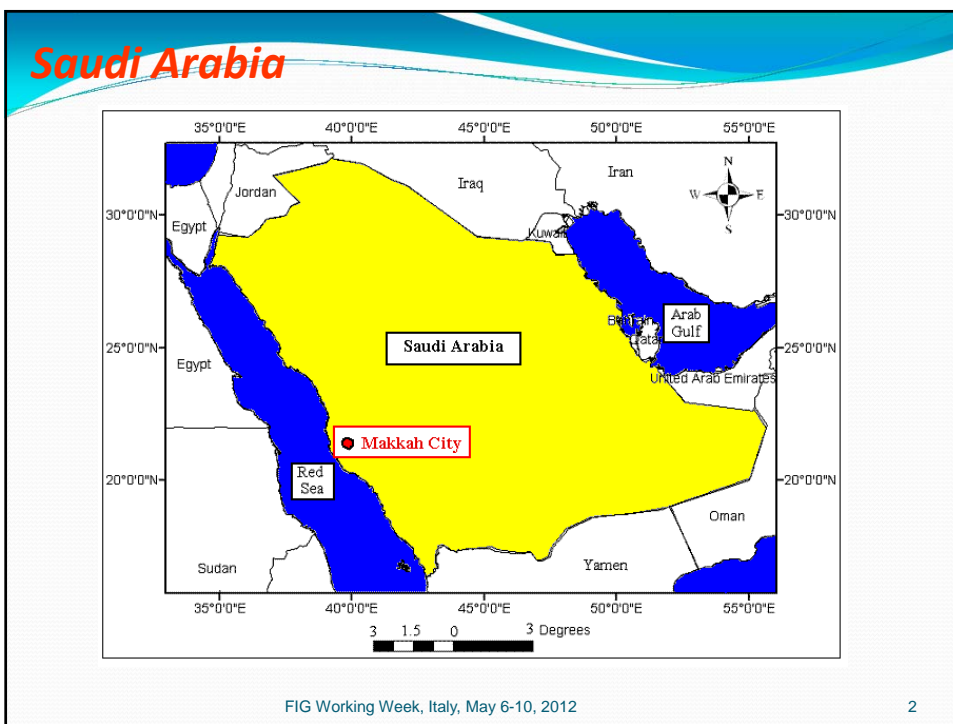 Saudi Arabia
35°0'0"E 40°0'0"E 45°0'0"E 50°0'0"E 55°0'0"E
N
W E
S
Iraq
Iran
Jordan
30°0'0"N 30°0'0"N
Egypt
Arab
Gulf
Saudi Arabia
25°0'0"N 25°0'0"N
Egypt
United Arab Emirates
Makkah City
Red
Sea
20°0'0"N 20°0'0"N
Oman
Sudan
Yemen
35°0'0"E 40°0'0"E 45°0'0"E 50°0'0"E 55°0'0"E
3 1.5 0 3 Degrees
FIG Working Week, Italy, May 6-10, 2012 2